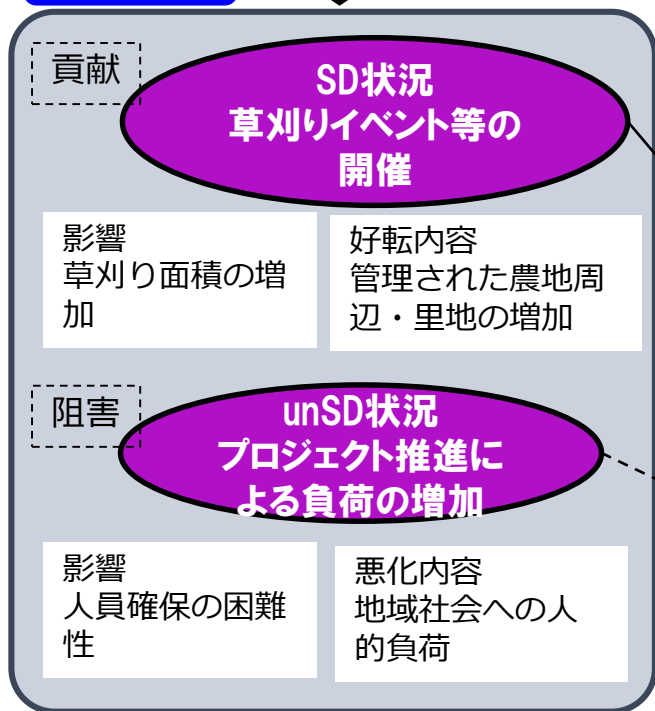 貢献
SD状況
草刈りイベント等の
開催
影響
草刈り面積の増
加
好転内容
管理された農地周
辺・里地の増加
阻害
unSD状況
プロジェクト推進に
よる負荷の増加
影響
人員確保の困難
性
悪化内容
地域社会への人
的負荷